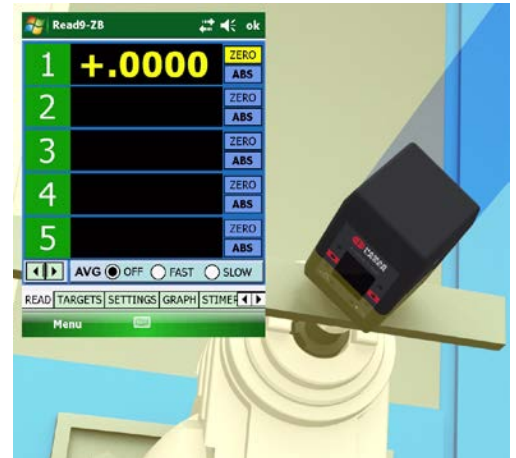 Read9-ZB ok
1 +.0000 ZERO
ABS
2 ZERO
ABS
3 ZERO
ABS
4 ZERO
ABS
5 ZERO
ABS
AVG OFF FAST SLOW
READ TARGETS SETTINGS GRAPH
Menu